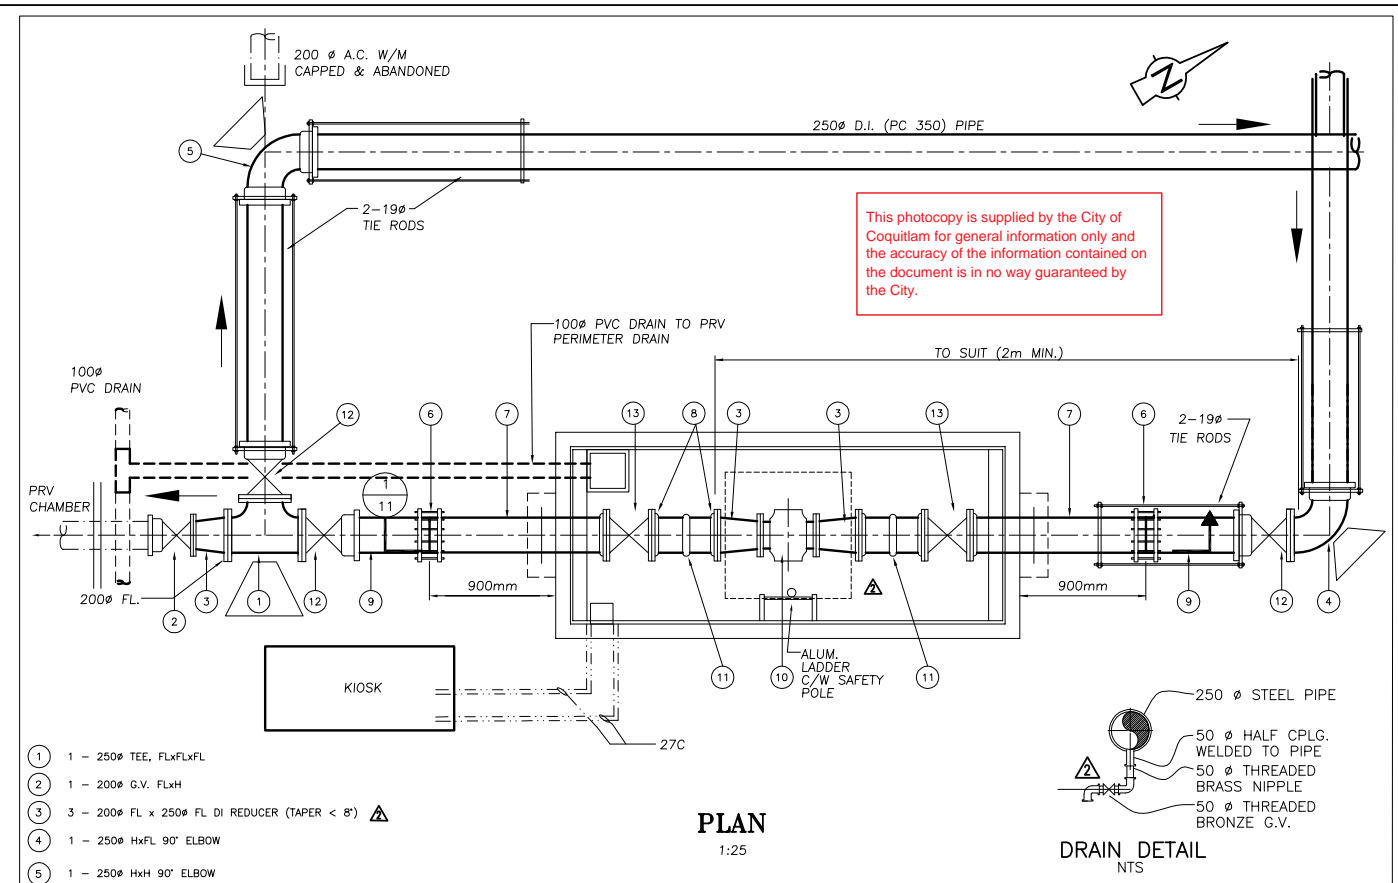 200 ø A.C. W/M
CAPPED & ABANDONED
N
250ø D.I. (PC 350) PIPE
5
2-19ø
TIE RODS
This photocopy is supplied by the City of
Coquitlam for general information only and
the accuracy of the information contained on
the document is in no way guaranteed by
the City.
100ø PVC DRAIN TO PRV
PERIMETER DRAIN
TO SUIT (2m MIN.)
100ø
PVC DRAIN
12
6
7
13
8
3
3
13
7
6
2-19ø
TIE RODS
PRV
CHAMBER
1
11
200ø FL.
2
3
1
12
9
900mm
2
900mm
9
12
4
KIOSK
11
10
ALUM.
LADDER
C/W SAFETY
POLE
11
27C
250 ø STEEL PIPE
50 ø HALF CPLG.
WELDED TO PIPE
50 ø THREADED
BRASS NIPPLE
50 ø THREADED
BRONZE G.V.
2
DRAIN DETAIL
NTS
1 1 - 250ø TEE, FLxFLxFL
2 1 - 200ø G.V. FLxH
3 3 - 200ø FL x 250ø FL DI REDUCER (TAPER < 8°) 2
4 1 - 250ø HxFL 90° ELBOW
5 1 - 250ø HxH 90° ELBOW
PLAN
1:25